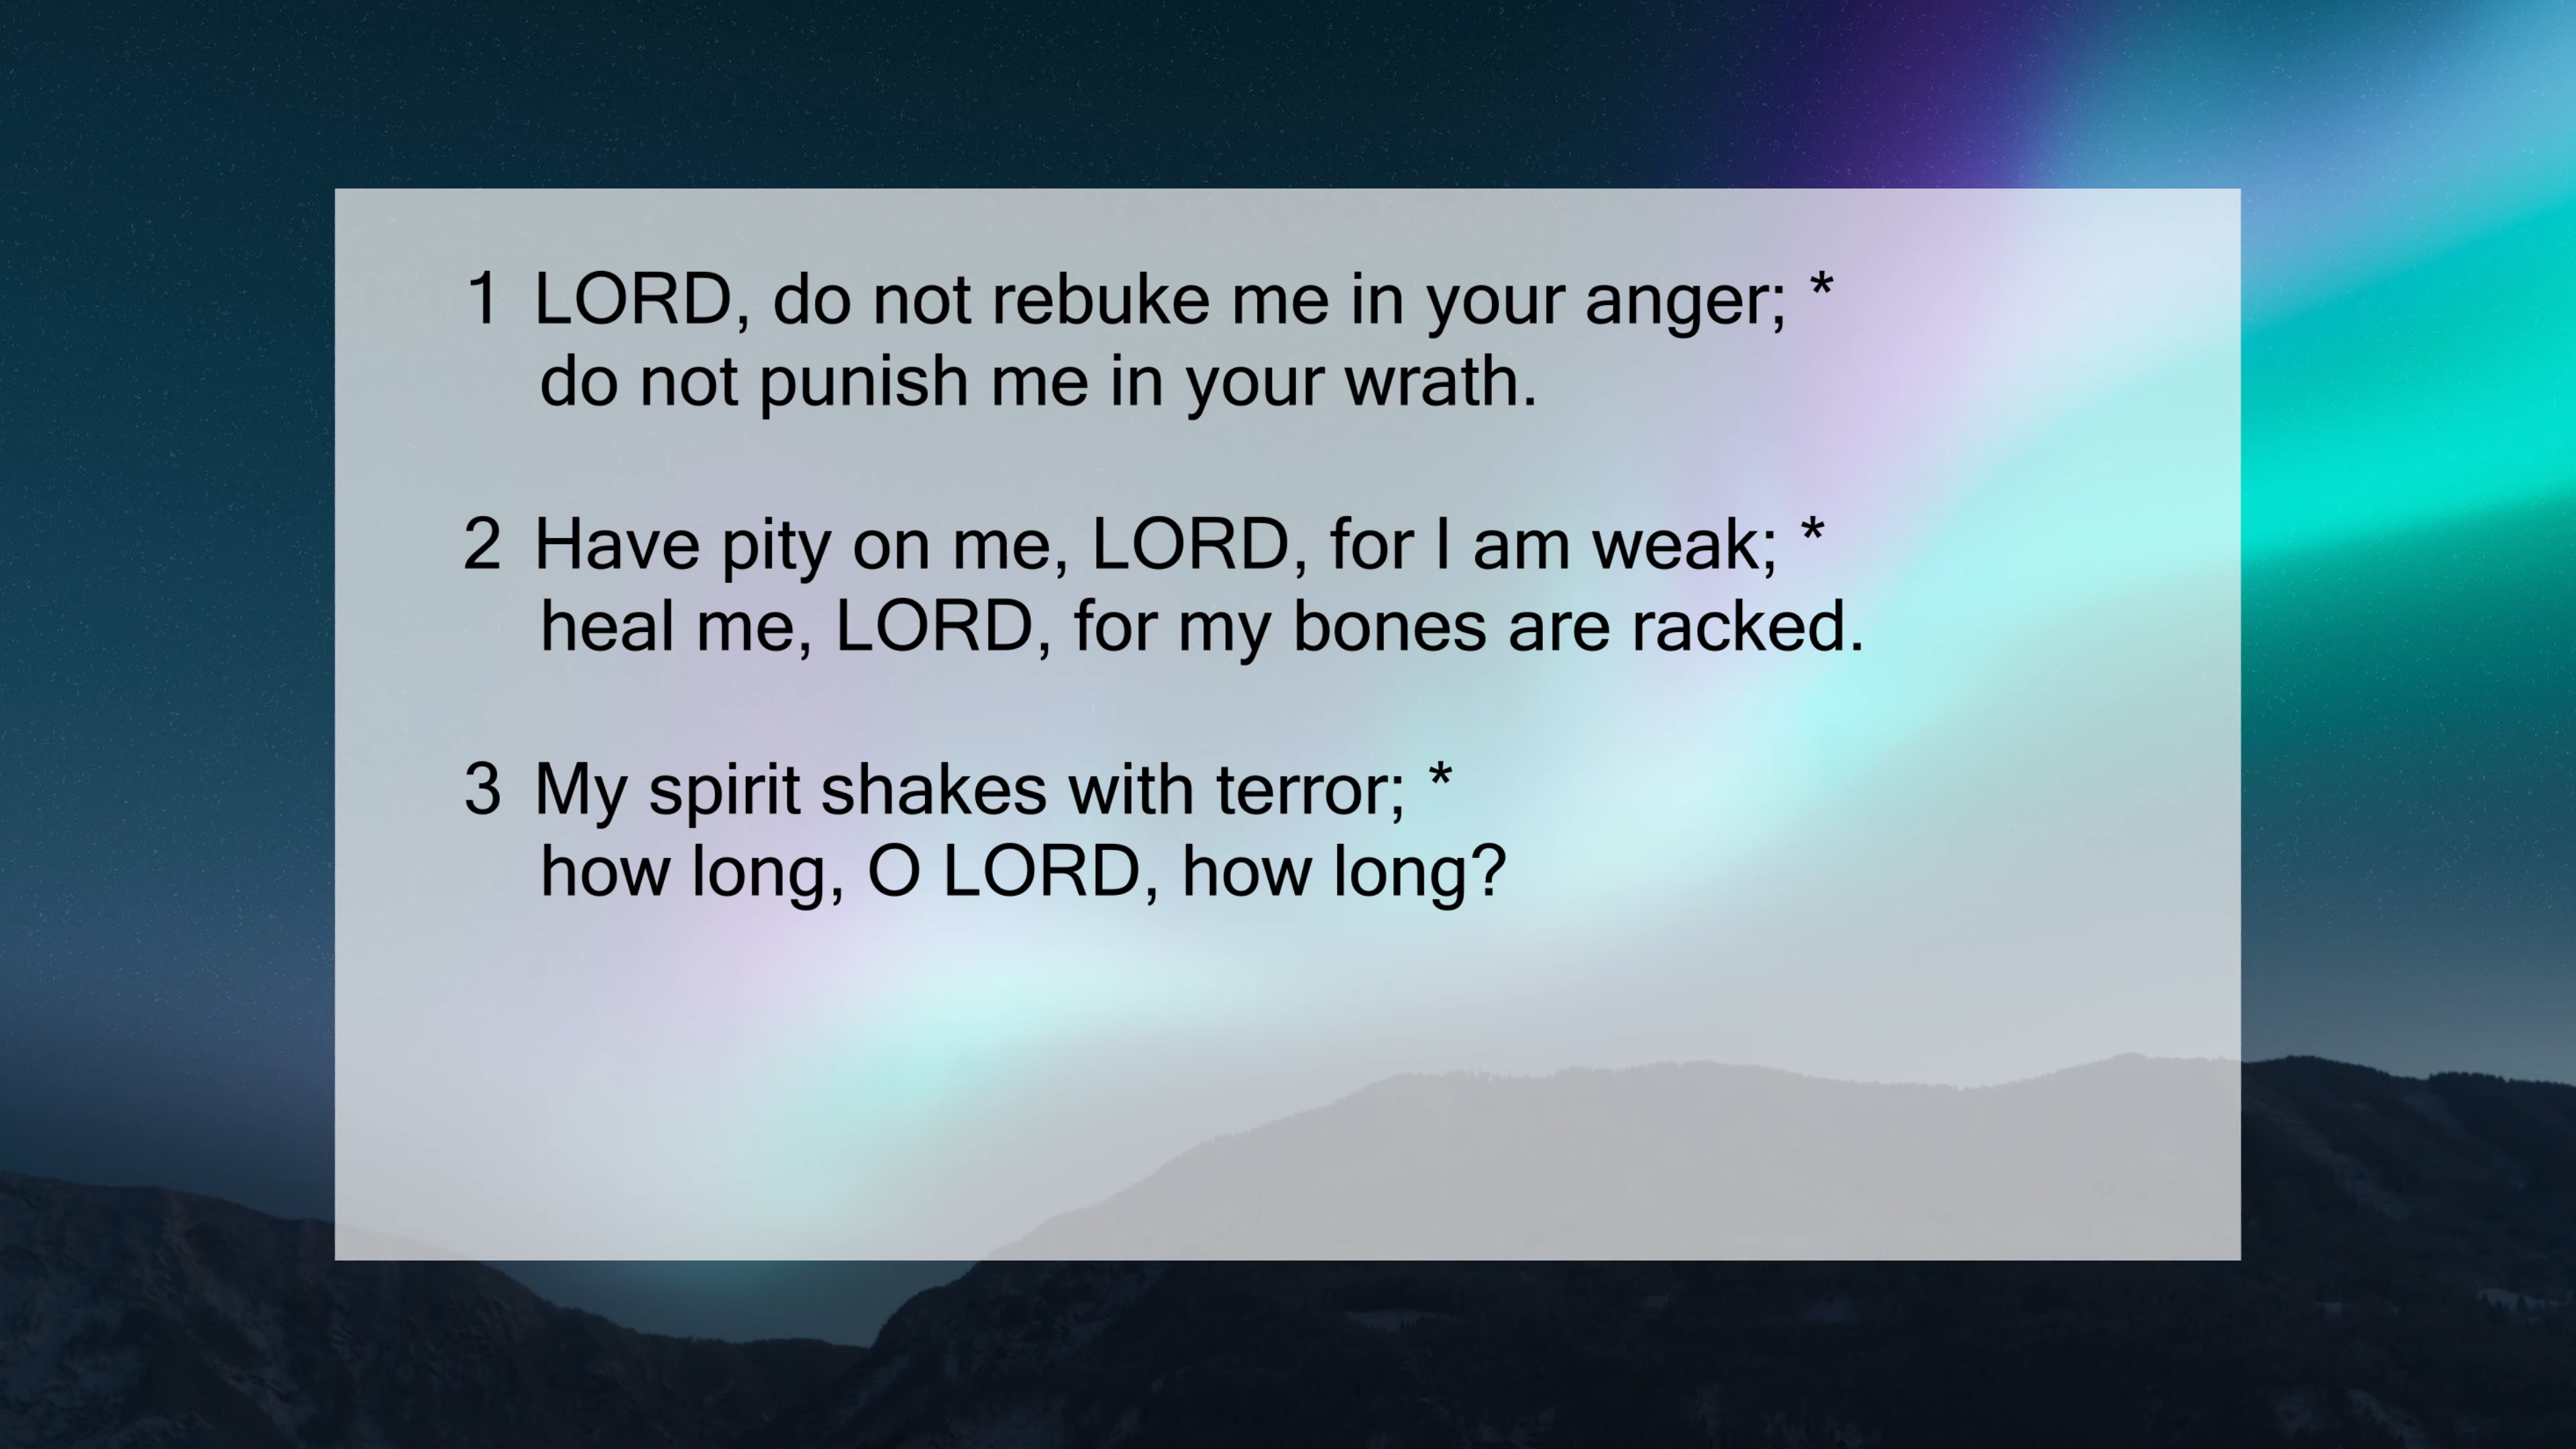 1 LORD, do not rebuke me in your anger; *
do not punish me in your wrath.
2 Have pity on me, LORD, for I am weak; *
heal me, LORD, for my bones are racked.
3 My spirit shakes with terror; *
how long, O LORD, how long?